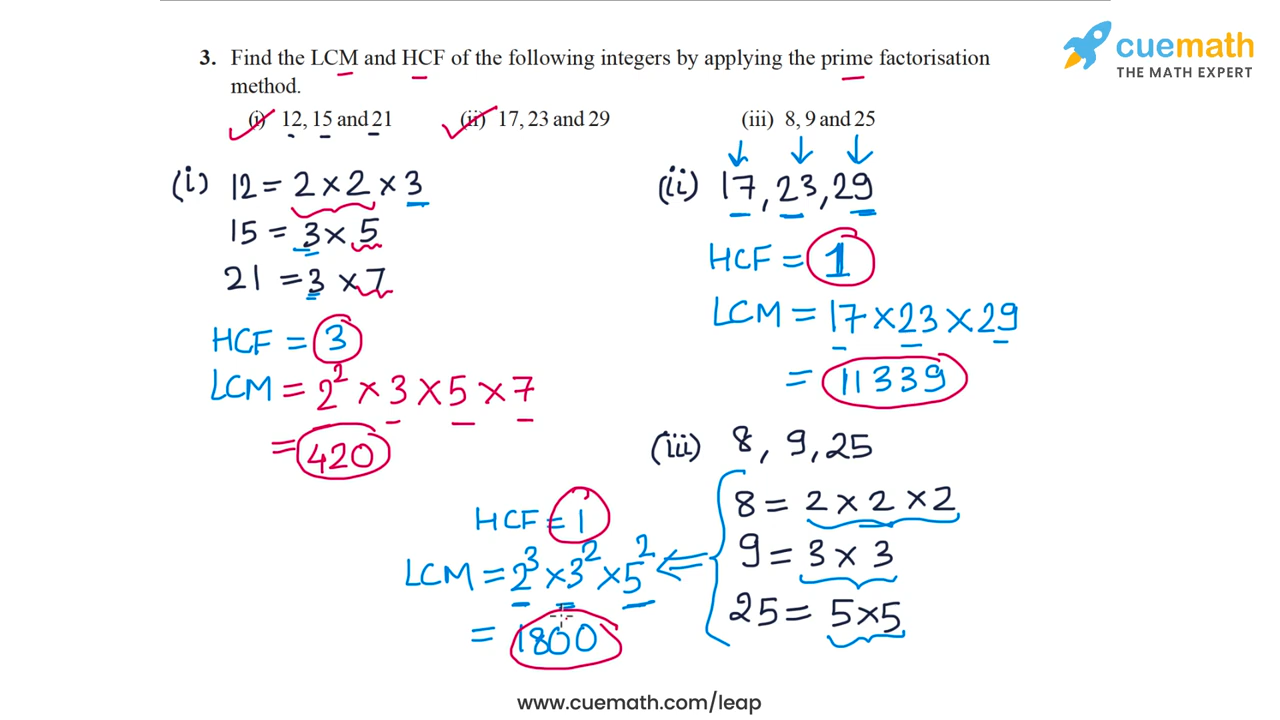 cuemath
THE MATH EXPERT
3. Find the LCM and HCF of the following integers by applying the prime factorisation
method.
(i) 12, 15 and 21 (ii) 17, 23 and 29 (iii) 8, 9 and 25
(i) 12 = 2 × 2 × 3
15 = 3 × 5
21 = 3 × 7
HCF = 3
LCM = 2² × 3 × 5 × 7
= 420
(ii) 17, 23, 29
HCF = 1
LCM = 17 × 23 × 29
= 11339
(iii) 8, 9, 25
8 = 2 × 2 × 2
9 = 3 × 3
25 = 5 × 5
HCF = 1
LCM = 2³ × 3² × 5²
= 1800
www.cuemath.com/leap